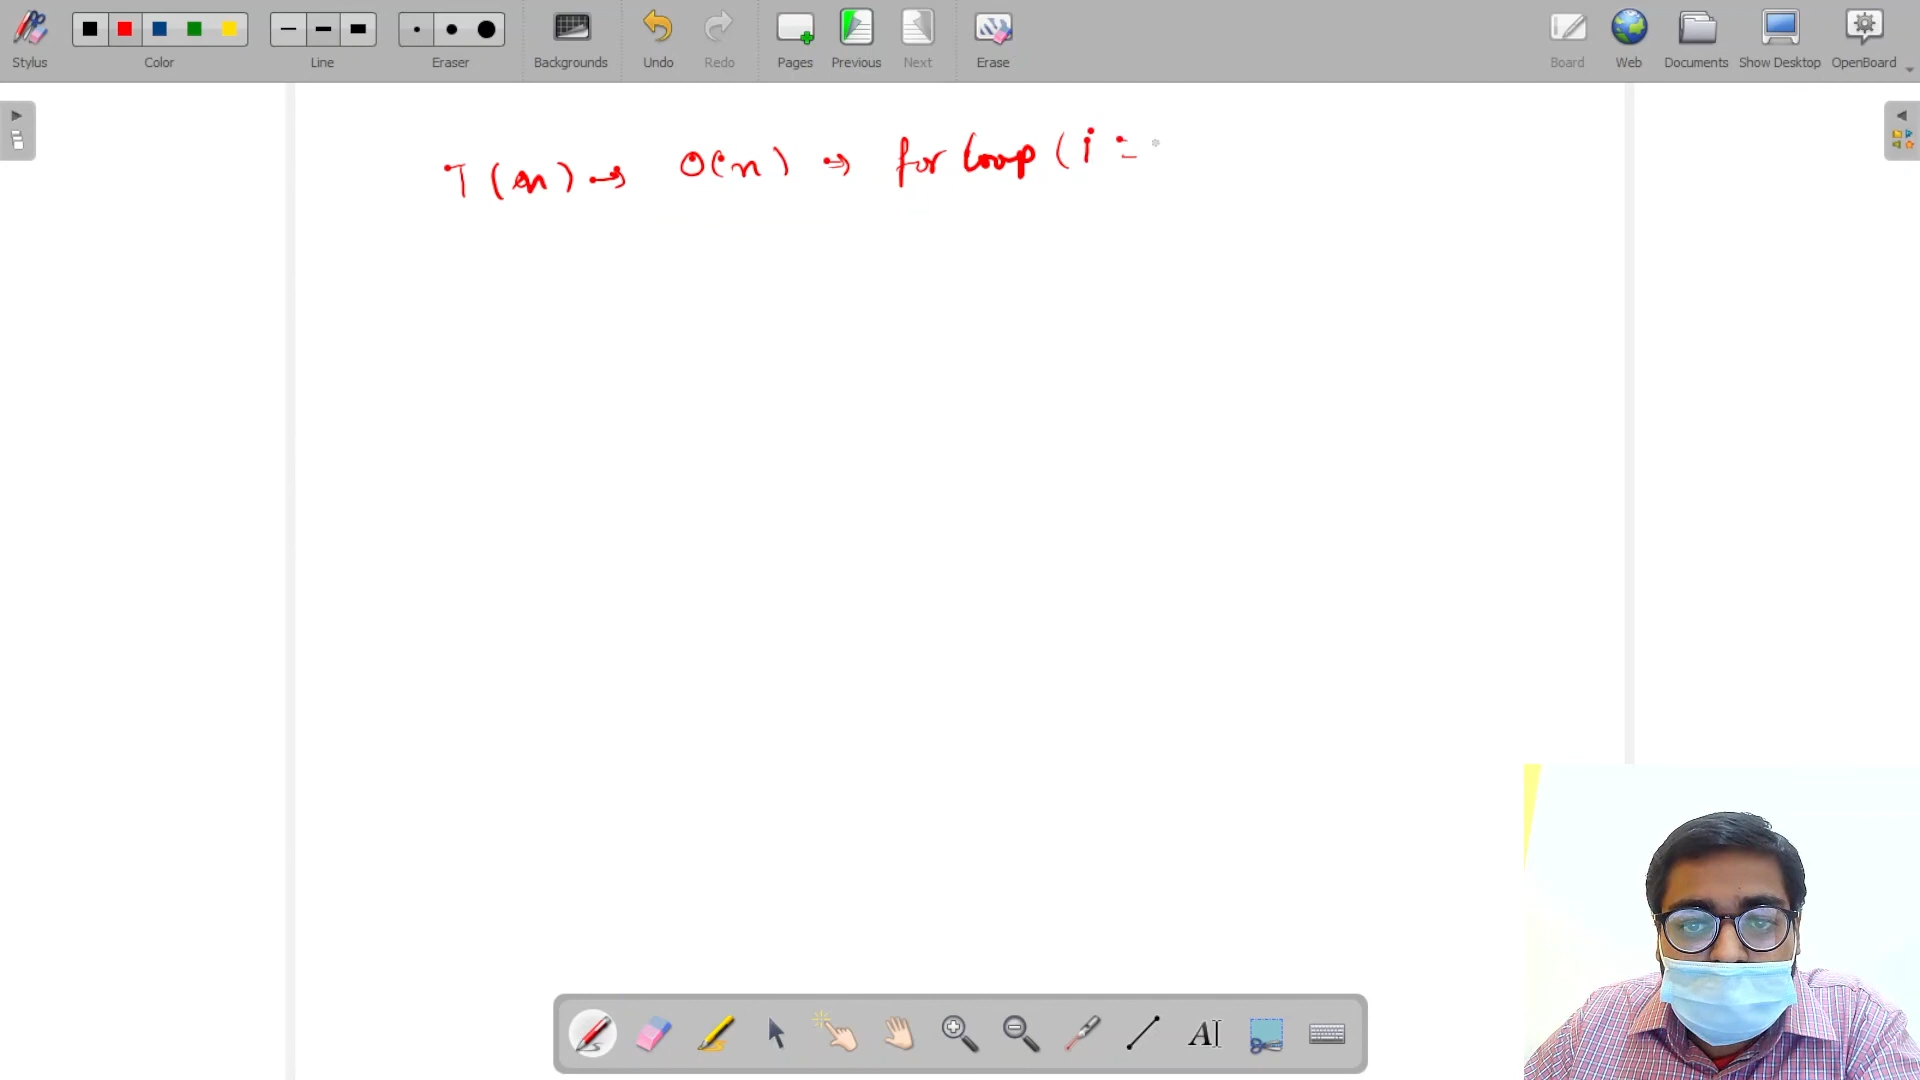 Stylus Color Line Eraser Backgrounds Undo Redo Pages Previous Next Erase Board Web Documents Show Desktop OpenBoard
T(n) → O(n) → for loop (i =
AI